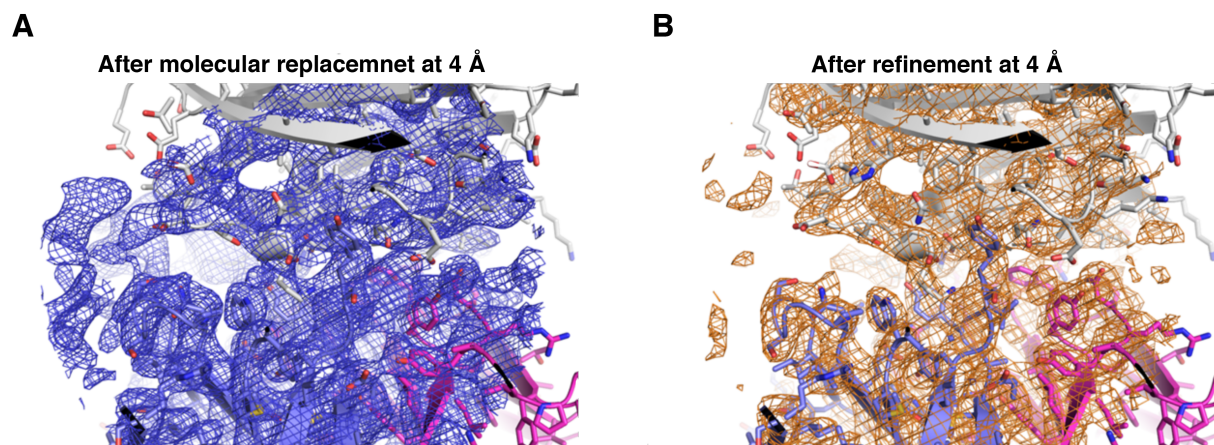 A
B
After molecular replacemnet at 4 Å
After refinement at 4 Å